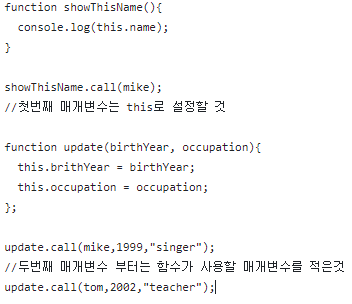 function showThisName(){
  console.log(this.name);
}
showThisName.call(mike);
//첫번째 매개변수는 this로 설정할 것
function update(birthYear, occupation){
  this.brithYear = birthYear;
  this.occupation = occupation;
};
update.call(mike,1999,"singer");
//두번째 매개변수 부터는 함수가 사용할 매개변수를 적은것
update.call(tom,2002,"teacher");